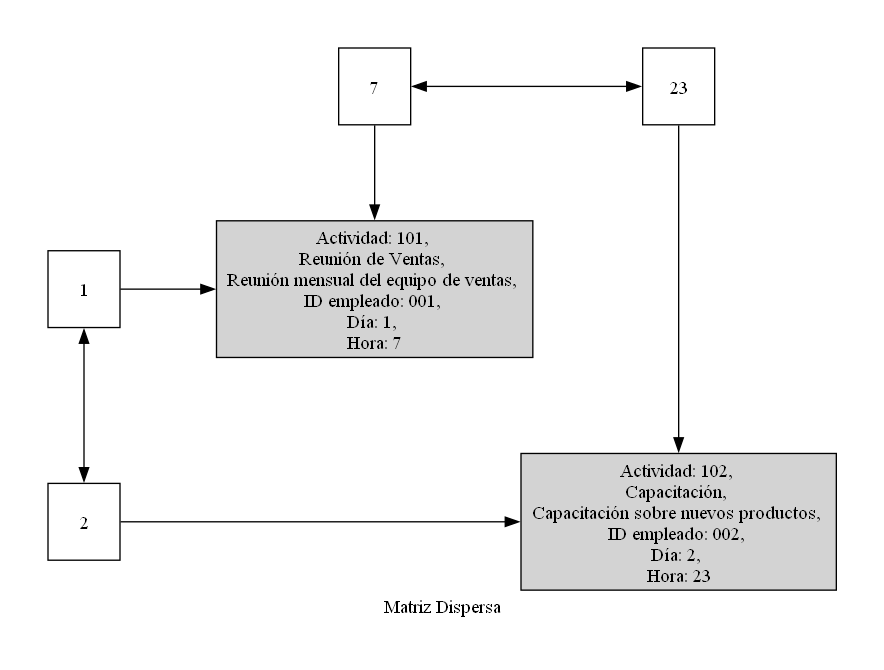 7
23
Actividad: 101,
Reunión de Ventas,
Reunión mensual del equipo de ventas,
ID empleado: 001,
Día: 1,
Hora: 7
1
2
Actividad: 102,
Capacitación,
Capacitación sobre nuevos productos,
ID empleado: 002,
Día: 2,
Hora: 23
Matriz Dispersa